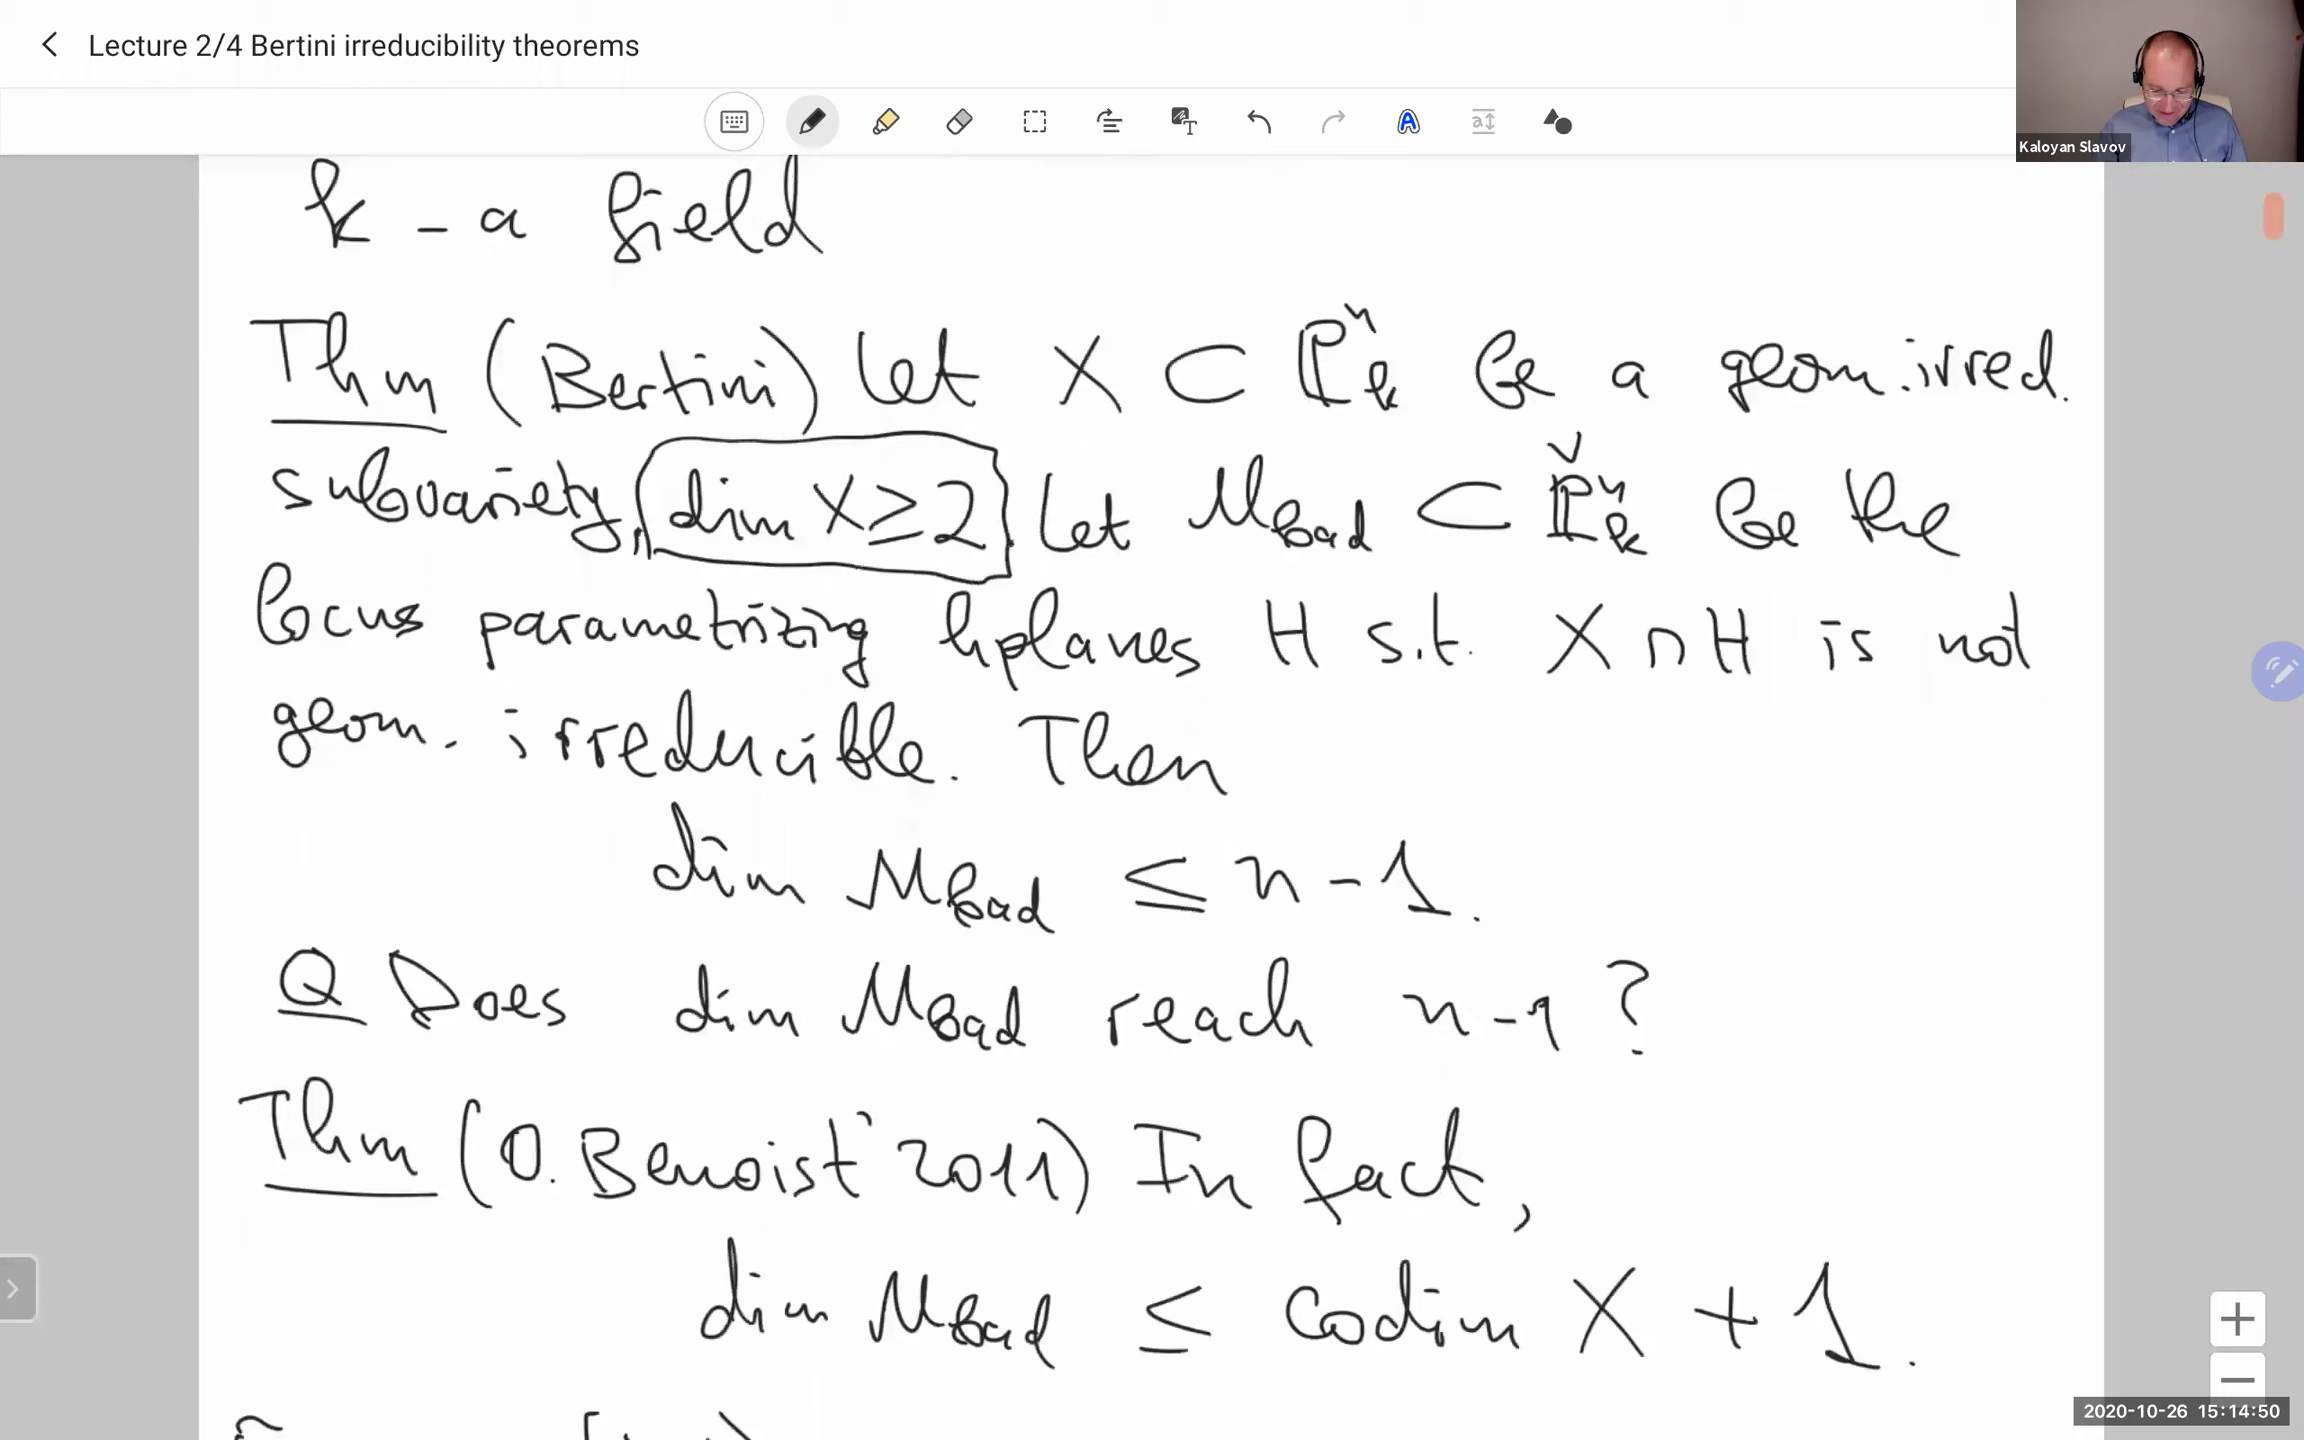 Lecture 2/4 Bertini irreducibility theorems
Kaloyan Slavov
k - a field
Thm (Bertini) Let X ⊂ ℙⁿₖ be a geom. irred.
subvariety, dim X ≥ 2. Let M_bad ⊂ ℙ̌ⁿₖ be the
locus parametrizing hplanes H s.t. X ∩ H is not
geom. irreducible. Then
dim M_bad ≤ n - 1.
Q Does dim M_bad reach n - 1 ?
Thm (O. Benoist ' 2011) In fact,
dim M_bad ≤ codim X + 1.
2020-10-26 15:14:50